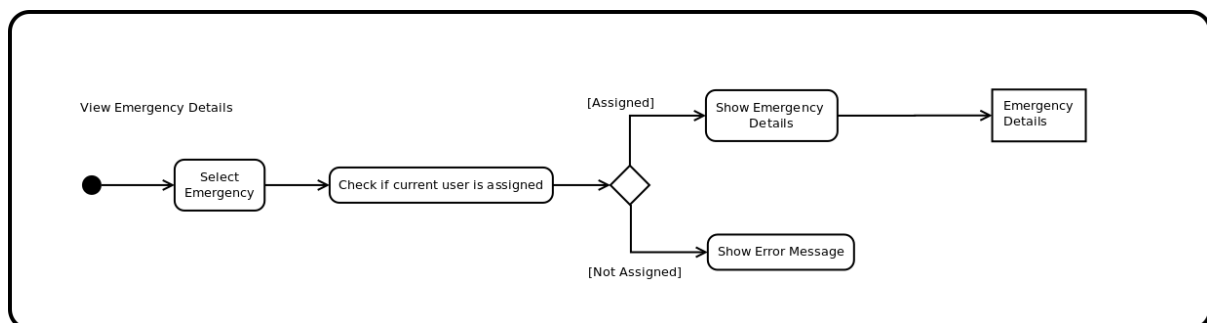 View Emergency Details
Select
Emergency
Check if current user is assigned
[Assigned]
Show Emergency
Details
Emergency
Details
[Not Assigned]
Show Error Message